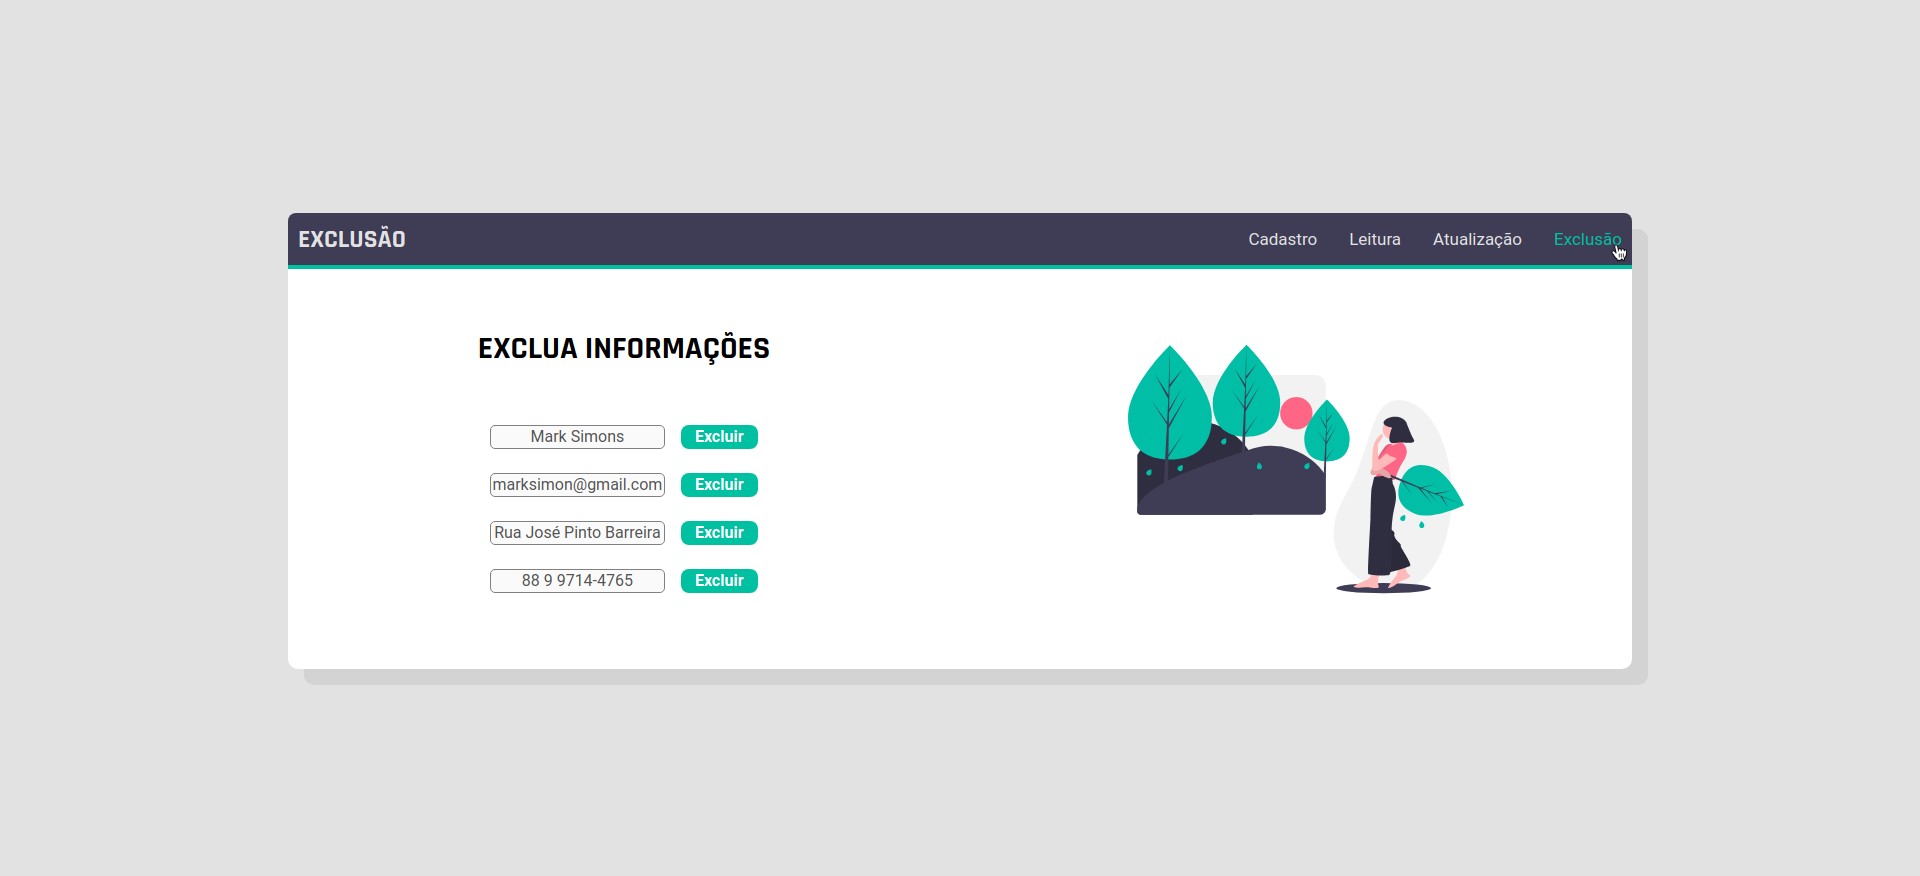 EXCLUSÃO
Cadastro Leitura Atualização Exclusão
EXCLUA INFORMAÇÕES
Mark Simons Excluir
marksimon@gmail.com Excluir
Rua José Pinto Barreira Excluir
88 9 9714-4765 Excluir